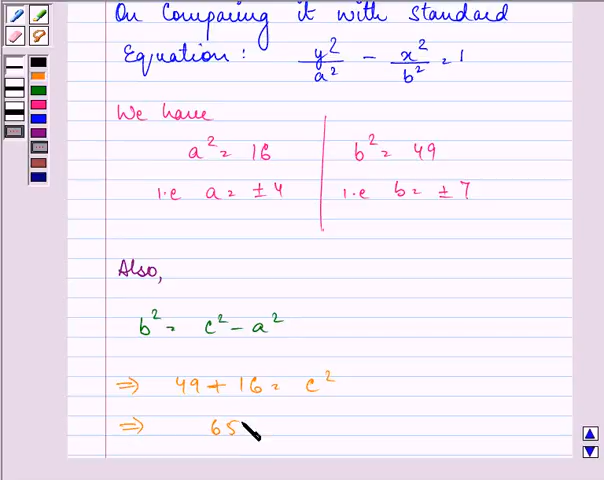 On Comparing it with standard
Equation : y²/a² - x²/b² = 1
We have
a² = 16
i.e a = ±4
b² = 49
i.e b = ±7
Also,
b² = c² - a²
⇒ 49 + 16 = c²
⇒ 65